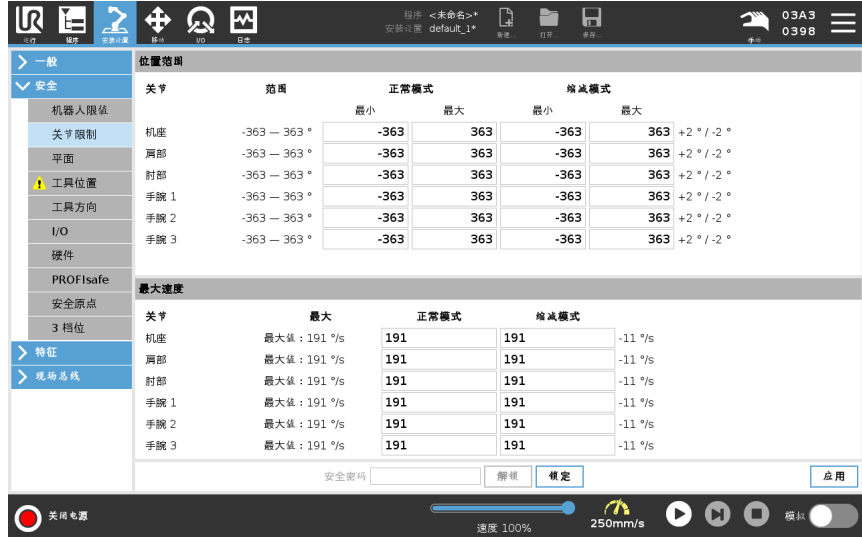 UR
程序 <未命名>*
安装设置 default_1*
03A3
0398
运行 程序 安装设置 移动 I/O 日志 新建... 打开... 保存... 手动
一般
安全
机器人限值
关节限制
平面
工具位置
工具方向
I/O
硬件
PROFIsafe
安全原点
3 档位
特征
现场总线
位置范围
关节 范围 正常模式 缩减模式
最小 最大 最小 最大
机座 -363 — 363 ° -363 363 -363 363 +2 ° / -2 °
肩部 -363 — 363 ° -363 363 -363 363 +2 ° / -2 °
肘部 -363 — 363 ° -363 363 -363 363 +2 ° / -2 °
手腕 1 -363 — 363 ° -363 363 -363 363 +2 ° / -2 °
手腕 2 -363 — 363 ° -363 363 -363 363 +2 ° / -2 °
手腕 3 -363 — 363 ° -363 363 -363 363 +2 ° / -2 °
最大速度
关节 最大 正常模式 缩减模式
机座 最大值：191 °/s 191 191 -11 °/s
肩部 最大值：191 °/s 191 191 -11 °/s
肘部 最大值：191 °/s 191 191 -11 °/s
手腕 1 最大值：191 °/s 191 191 -11 °/s
手腕 2 最大值：191 °/s 191 191 -11 °/s
手腕 3 最大值：191 °/s 191 191 -11 °/s
安全密码 解锁 锁定 应用
关闭电源
速度 100%
250mm/s
模拟